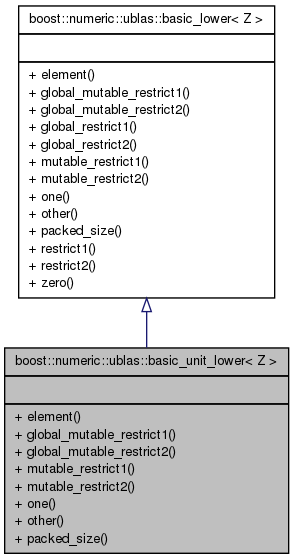 boost::numeric::ublas::basic_lower< Z >
+ element()
+ global_mutable_restrict1()
+ global_mutable_restrict2()
+ global_restrict1()
+ global_restrict2()
+ mutable_restrict1()
+ mutable_restrict2()
+ one()
+ other()
+ packed_size()
+ restrict1()
+ restrict2()
+ zero()
boost::numeric::ublas::basic_unit_lower< Z >
+ element()
+ global_mutable_restrict1()
+ global_mutable_restrict2()
+ mutable_restrict1()
+ mutable_restrict2()
+ one()
+ other()
+ packed_size()